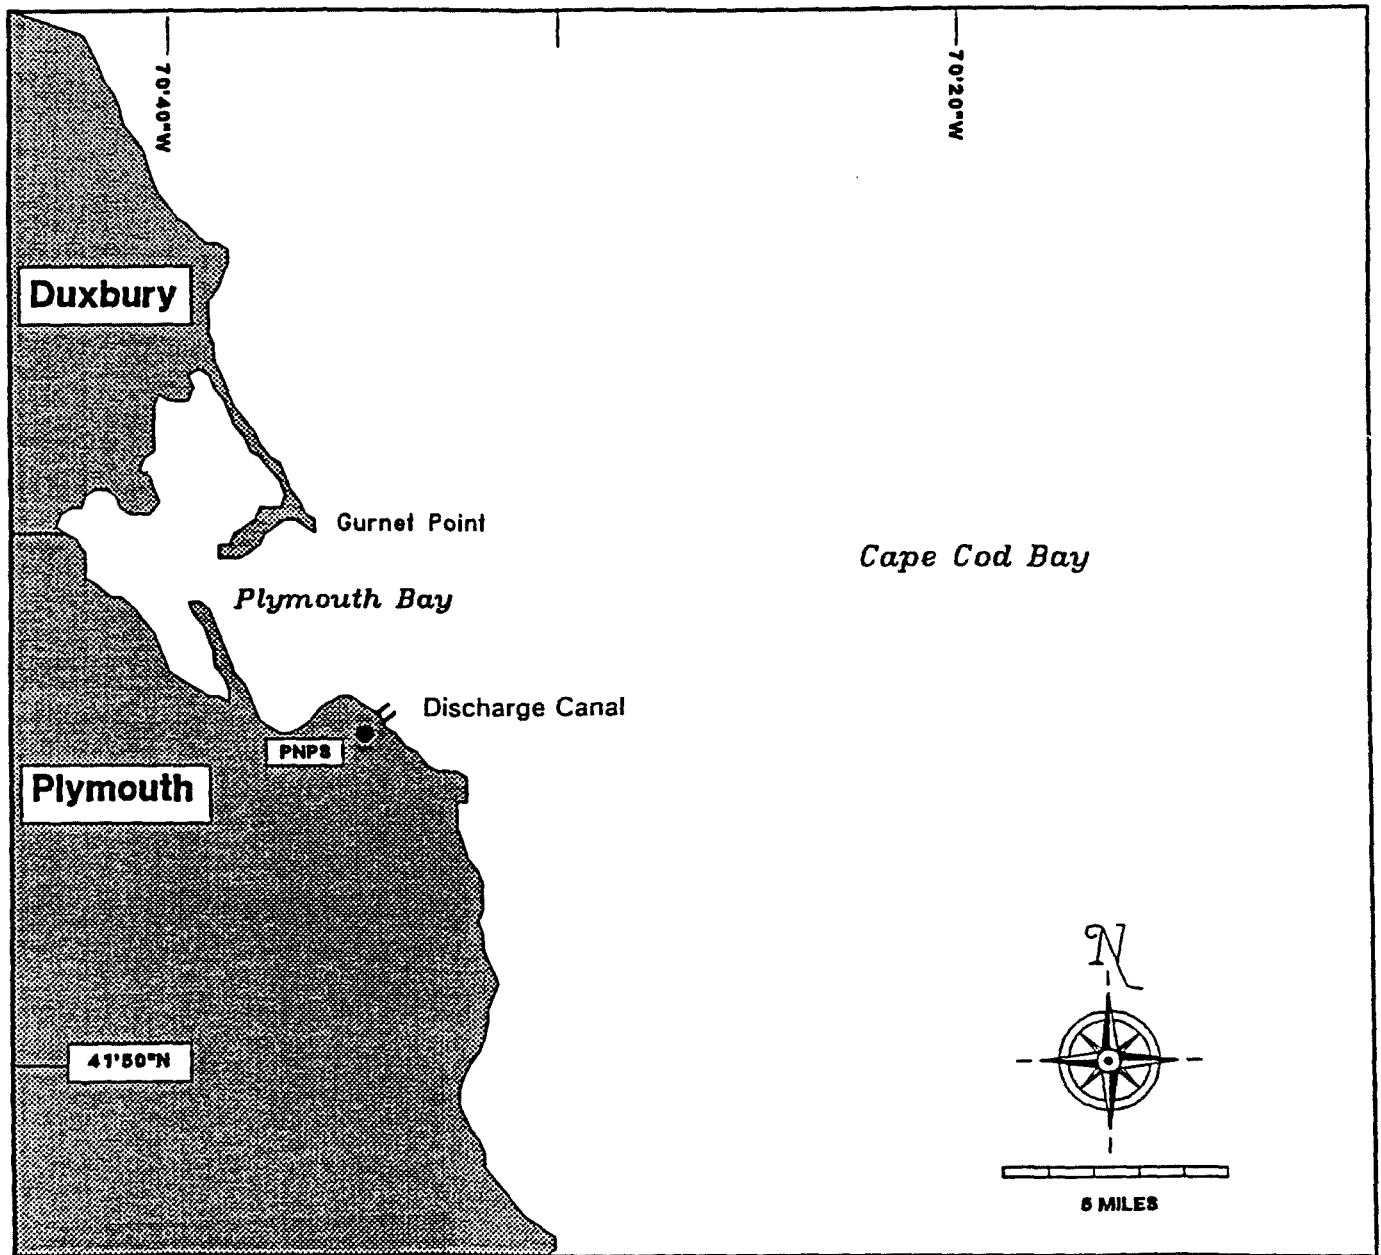 70'40"W
70'20"W
Duxbury
Gurnet Point
Cape Cod Bay
Plymouth Bay
Discharge Canal
PNPS
Plymouth
N
41'50"N
5 MILES